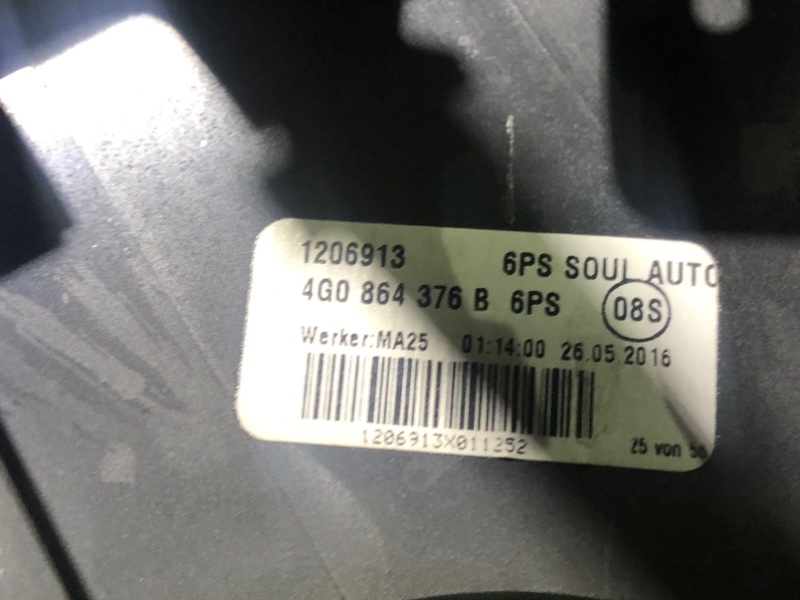 1206913 6PS SOUL AUTO
4G0 864 376 B 6PS 08S
Werker:MA25 01:14:00 26.05.2016
1206913X011252
25 von 50